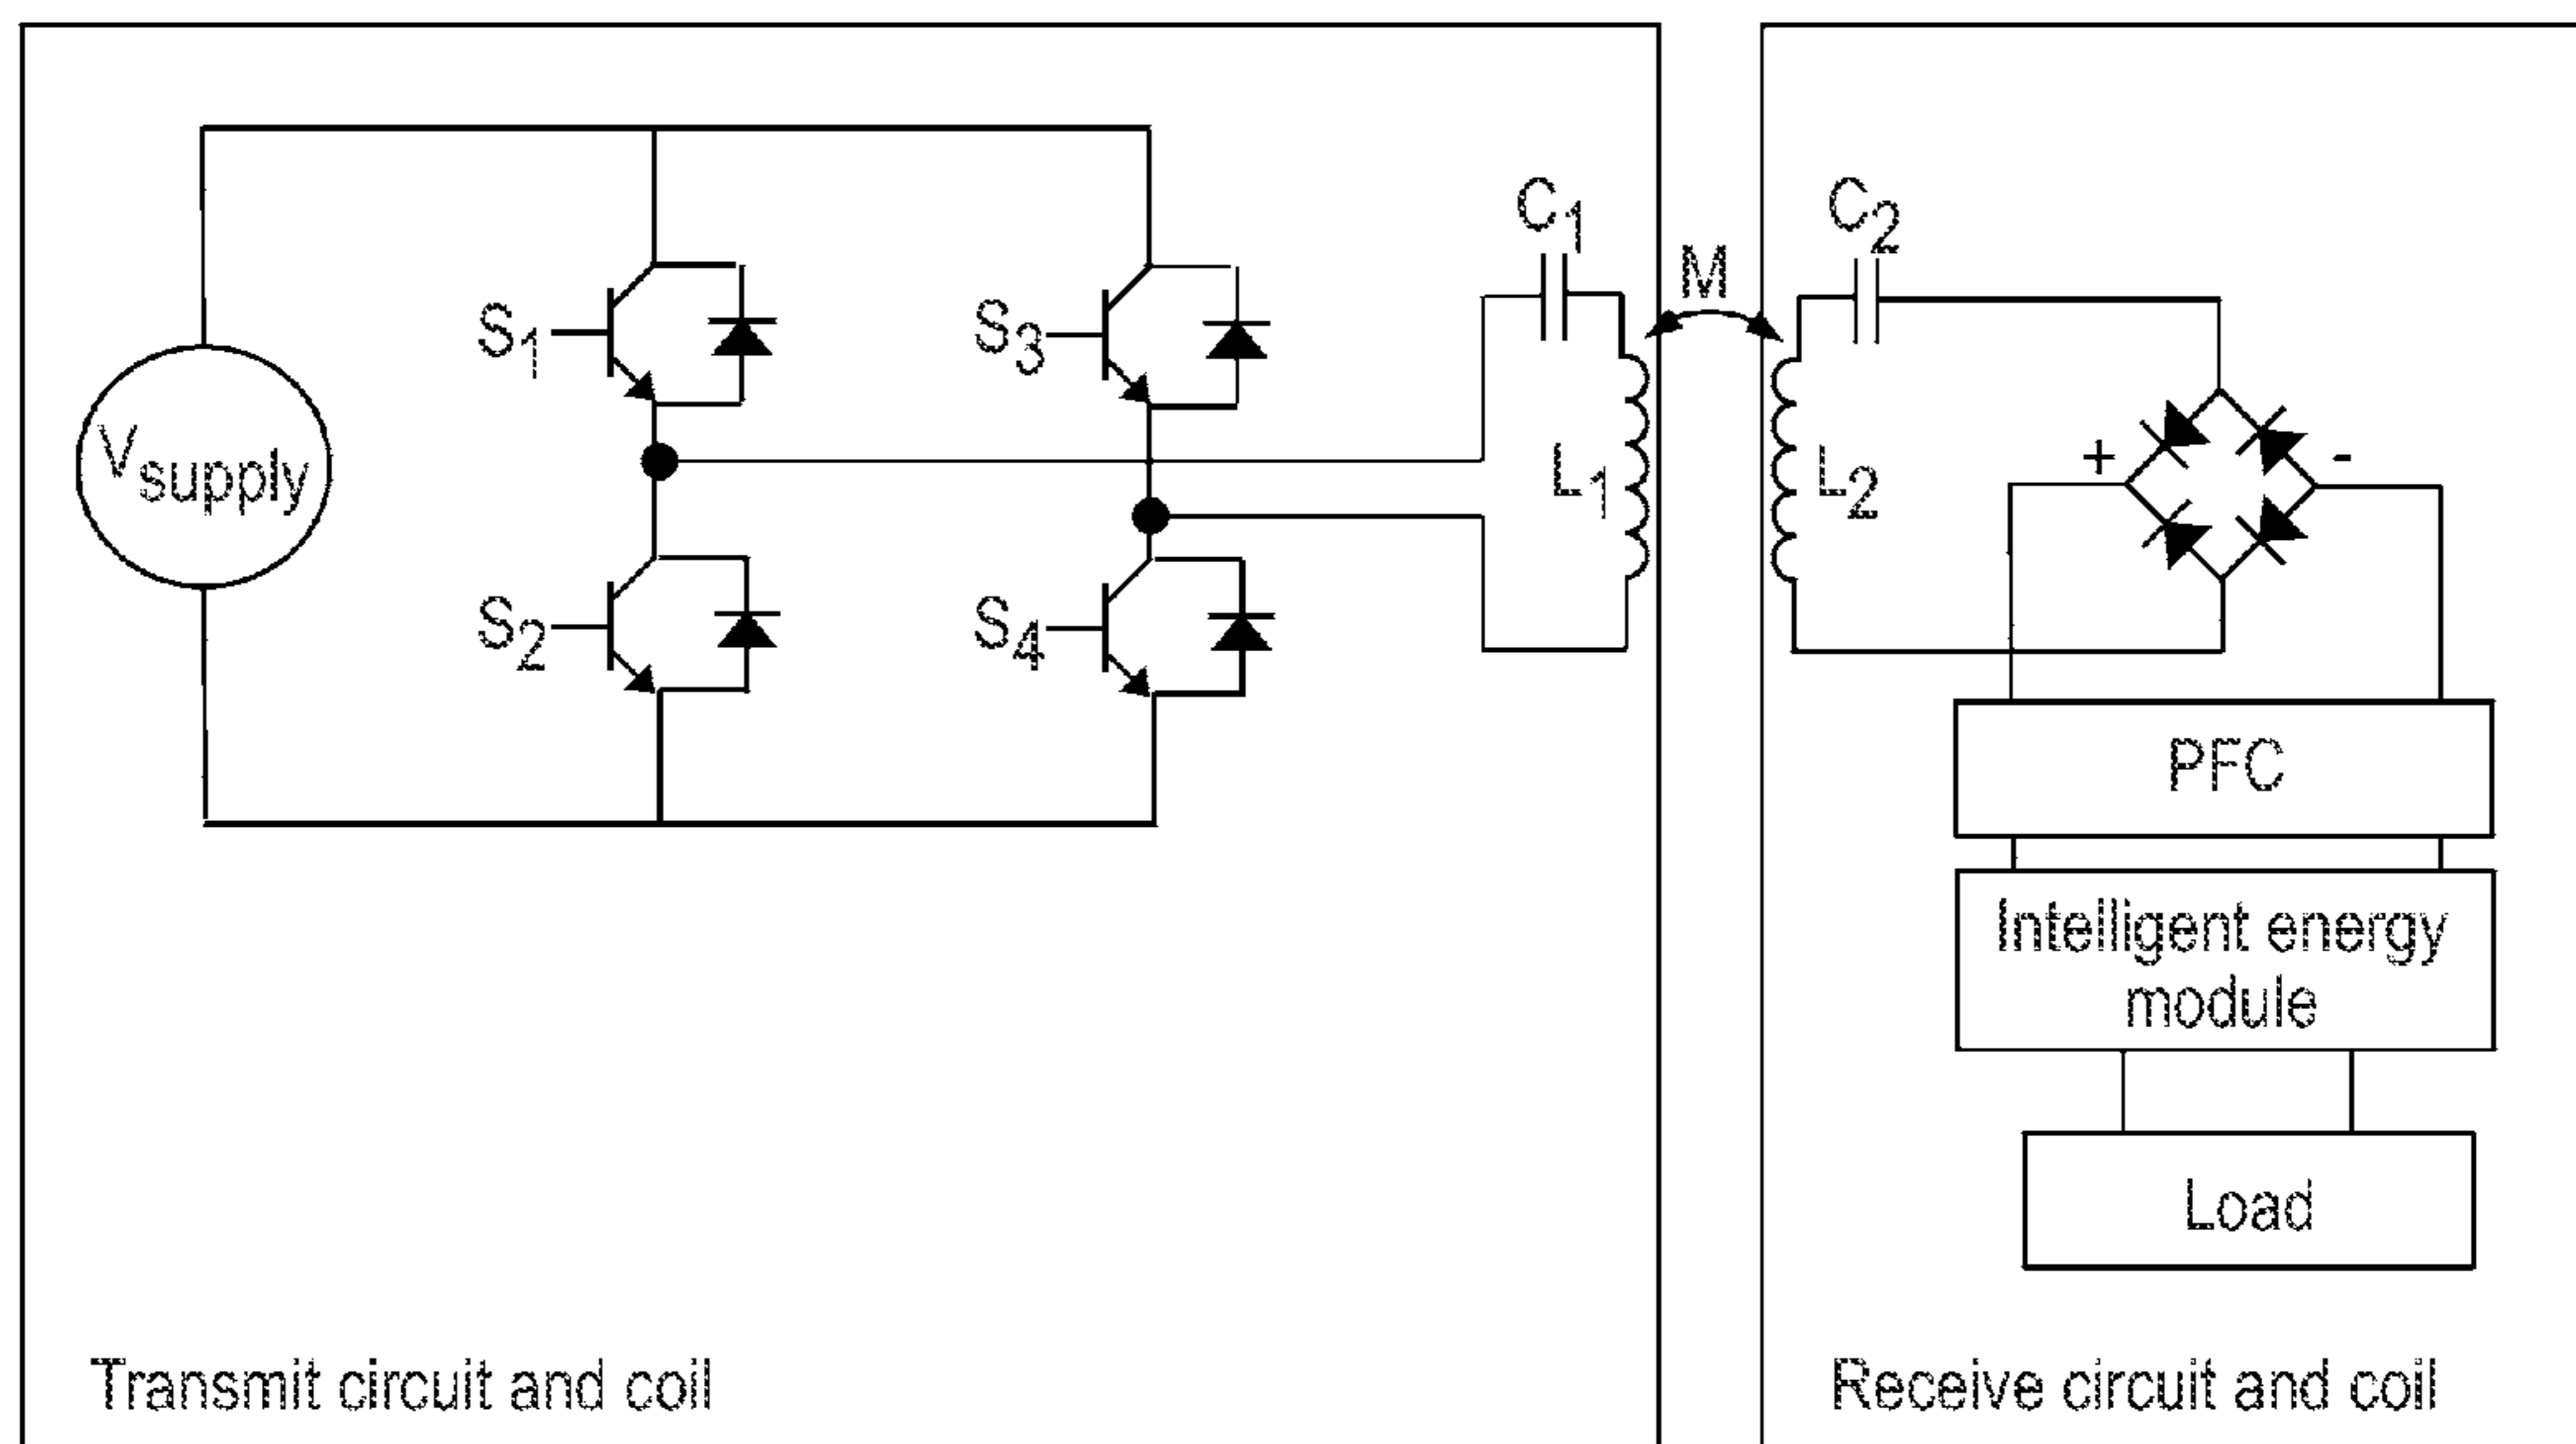 C1
C2
M
S1
S3
Vsupply
+
-
L1
L2
S2
S4
PFC
Intelligent energy
module
Load
Transmit circuit and coil
Receive circuit and coil